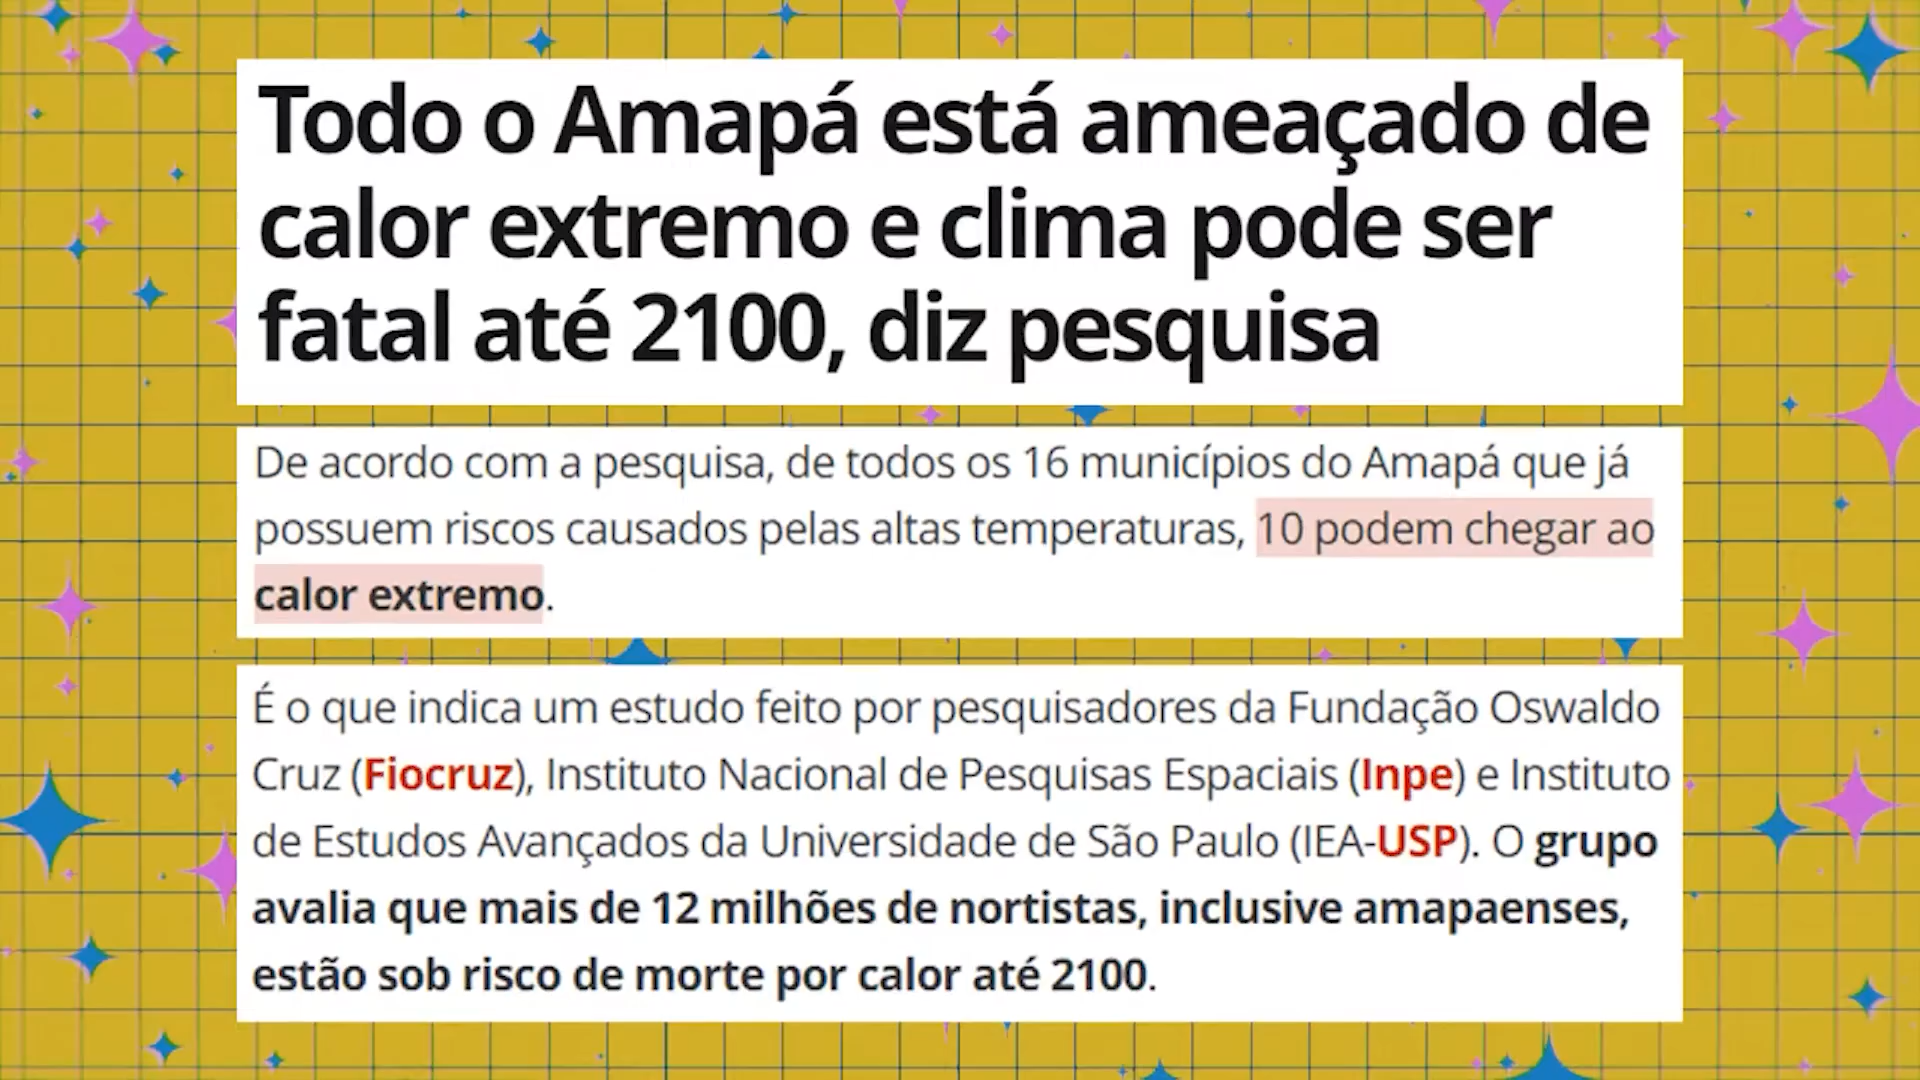 Todo o Amapá está ameaçado de
calor extremo e clima pode ser
fatal até 2100, diz pesquisa
De acordo com a pesquisa, de todos os 16 municípios do Amapá que já
possuem riscos causados pelas altas temperaturas, 10 podem chegar ao
calor extremo.
É o que indica um estudo feito por pesquisadores da Fundação Oswaldo
Cruz (Fiocruz), Instituto Nacional de Pesquisas Espaciais (Inpe) e Instituto
de Estudos Avançados da Universidade de São Paulo (IEA-USP). O grupo
avalia que mais de 12 milhões de nortistas, inclusive amapaenses,
estão sob risco de morte por calor até 2100.